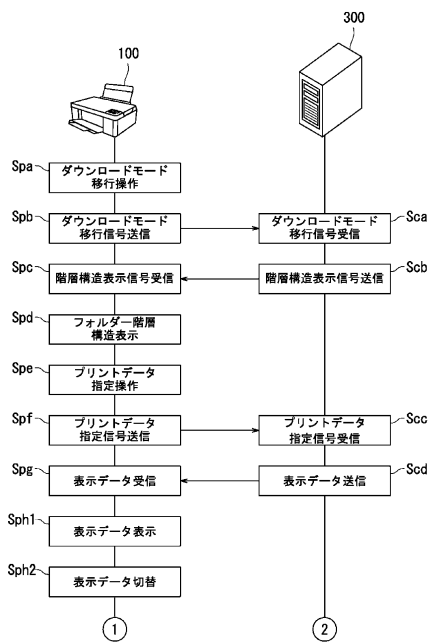 100
300
Spa
ダウンロードモード
移行操作
Spb
ダウンロードモード
移行信号送信
ダウンロードモード
移行信号受信
Sca
Spc
階層構造表示信号受信
階層構造表示信号送信
Scb
Spd
フォルダー階層
構造表示
Spe
プリントデータ
指定操作
Spf
プリントデータ
指定信号送信
プリントデータ
指定信号受信
Scc
Spg
表示データ受信
表示データ送信
Scd
Sph1
表示データ表示
Sph2
表示データ切替
1
2